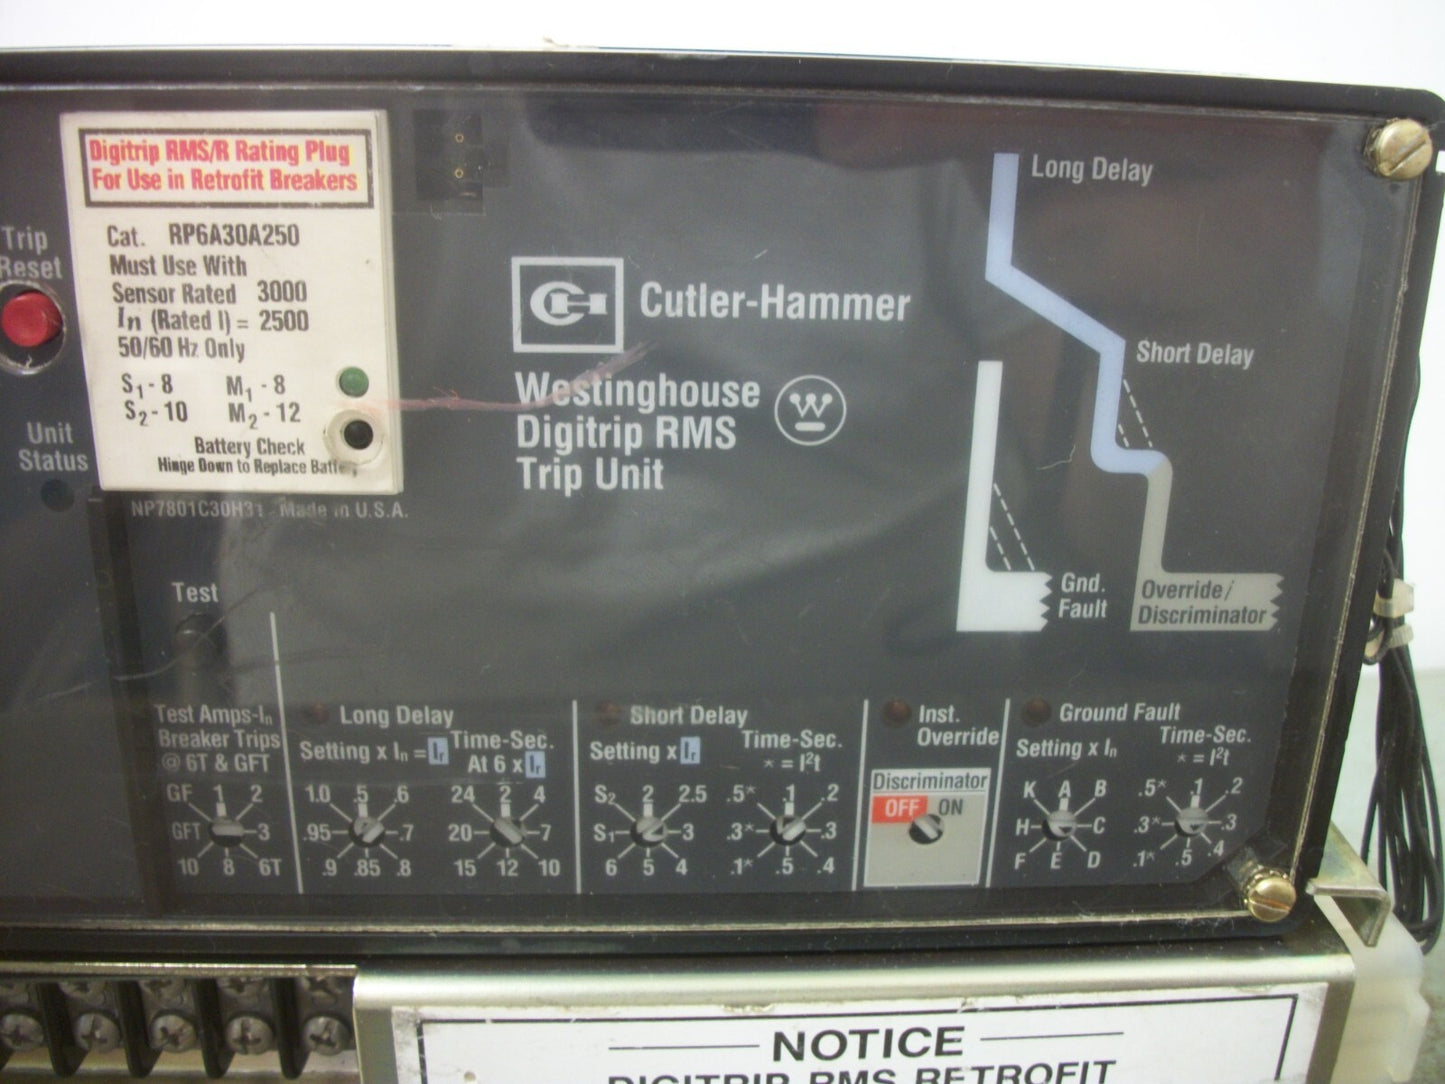 Digitrip RMS/R Rating Plug
For Use in Retrofit Breakers
Cat. RP6A30A250
Must Use With
Sensor Rated 3000
In (Rated I) = 2500
50/60 Hz Only
S1 - 8 M1 - 8
S2 - 10 M2 - 12
Battery Check
Hinge Down to Replace
NP7801C30H31 Made in U.S.A.
Trip
Reset
Unit
Status
CH
Cutler-Hammer
Westinghouse
Digitrip RMS
Trip Unit
W
Long Delay
Short Delay
Gnd.
Fault
Override/
Discriminator
Test
Test Amps-In
Breaker Trips
@ 6T & GFT
GF 1 2
GFT 3
10 8 6T
Long Delay
Setting x In = Ir
1.0 .5 .6
.95 .7
.9 .85 .8
Time-Sec.
At 6 x Ir
24 2 4
20 7
15 12 10
Short Delay
Setting x Ir
S2 2 2.5
S1 3
6 5 4
Time-Sec.
* = I²t
.5* .1 .2
.3* .3
.1* .5 .4
Inst.
Override
Discriminator
OFF ON
Ground Fault
Setting x In
K A B
H C
F E D
Time-Sec.
* = I²t
.5* .1 .2
.3* .3
.1* .5 .4
NOTICE
DIGITRIP RMS RETROFIT